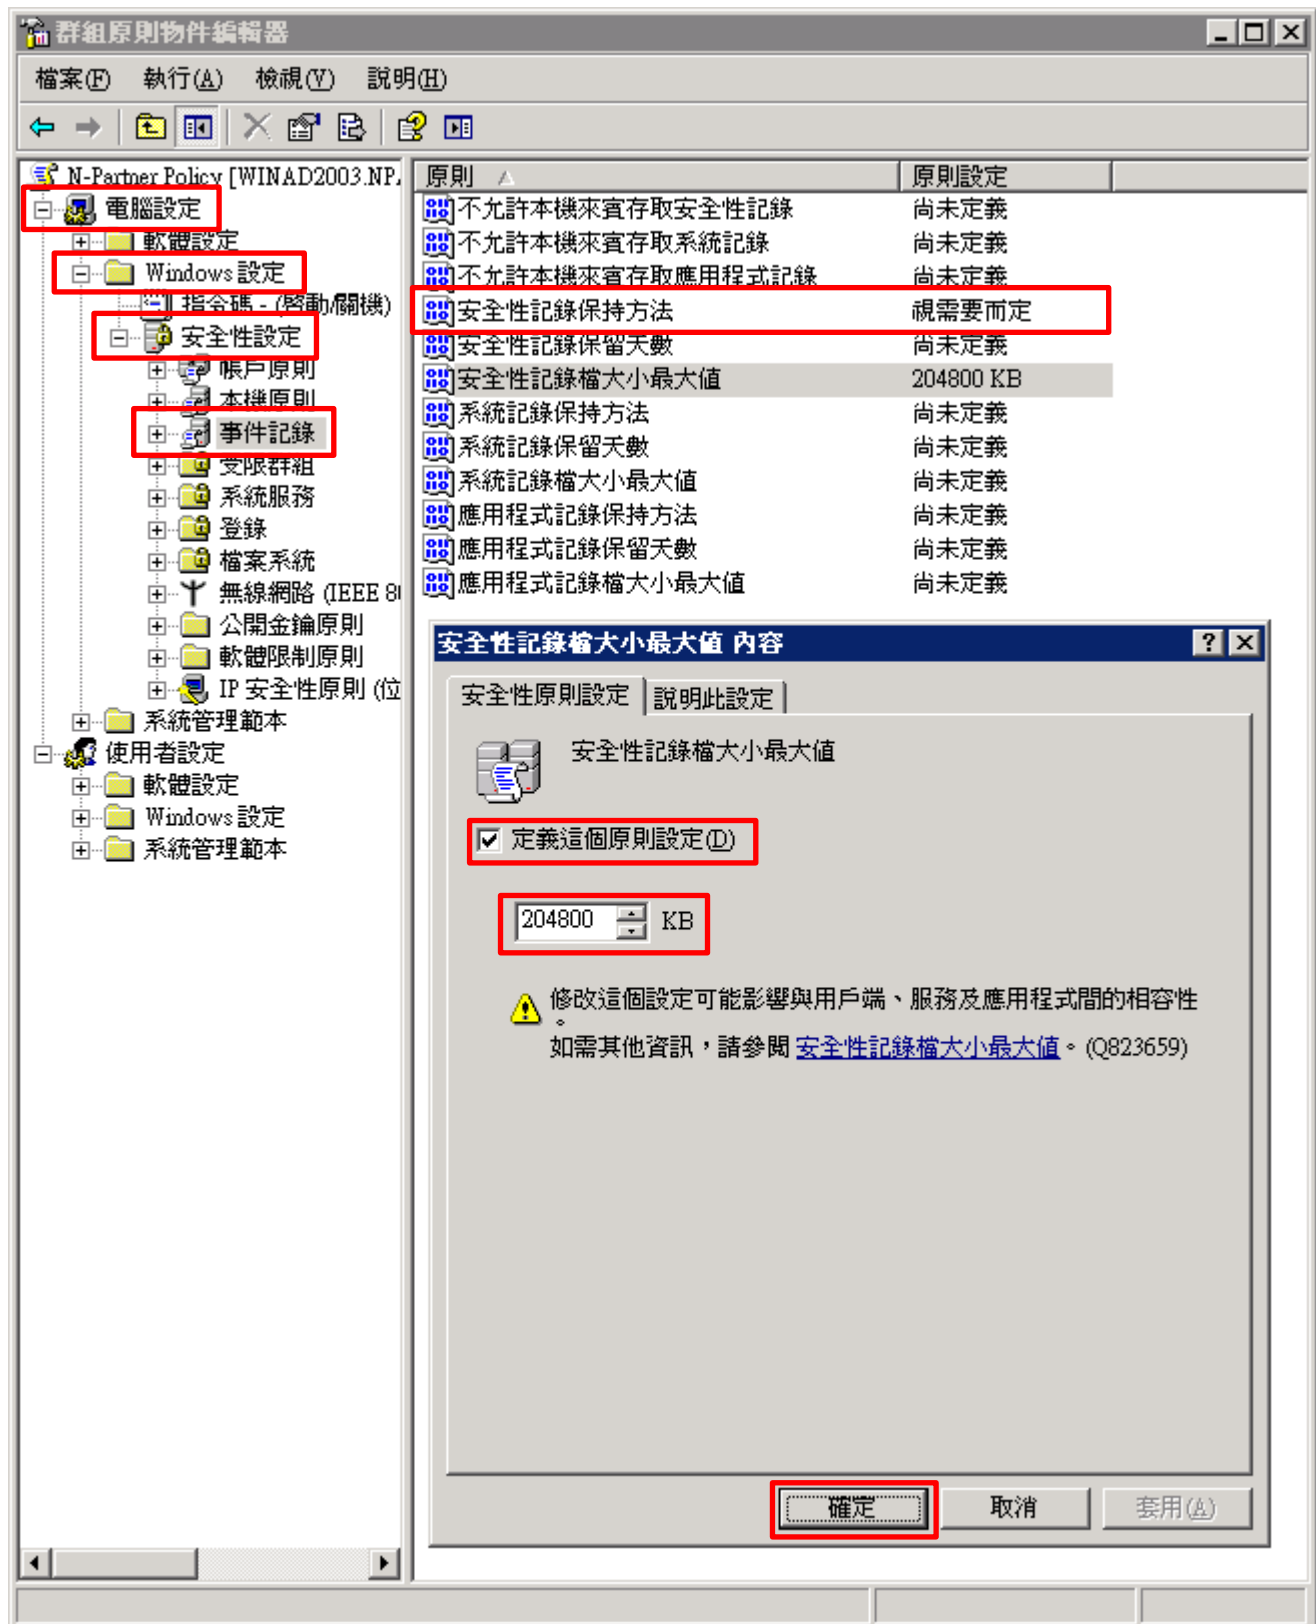 群組原則物件編輯器
檔案(F) 執行(A) 檢視(V) 說明(H)
N-Partner Policy [WINAD2003.NP.
電腦設定
軟體設定
Windows 設定
指令碼 - (啟動/關機)
安全性設定
帳戶原則
本機原則
事件記錄
受限群組
系統服務
登錄
檔案系統
無線網路 (IEEE 8
公開金鑰原則
軟體限制原則
IP 安全性原則 (位
系統管理範本
使用者設定
軟體設定
Windows 設定
系統管理範本
原則 原則設定
不允許本機來賓存取安全性記錄 尚未定義
不允許本機來賓存取系統記錄 尚未定義
不允許本機來賓存取應用程式記錄 尚未定義
安全性記錄保持方法 視需要而定
安全性記錄保留天數 尚未定義
安全性記錄檔大小最大值 204800 KB
系統記錄保持方法 尚未定義
系統記錄保留天數 尚未定義
系統記錄檔大小最大值 尚未定義
應用程式記錄保持方法 尚未定義
應用程式記錄保留天數 尚未定義
應用程式記錄檔大小最大值 尚未定義
安全性記錄檔大小最大值 內容
安全性原則設定 說明此設定
安全性記錄檔大小最大值
定義這個原則設定(D)
204800 KB
修改這個設定可能影響與用戶端、服務及應用程式間的相容性
。
如需其他資訊，請參閱 安全性記錄檔大小最大值。(Q823659)
確定 取消 套用(A)